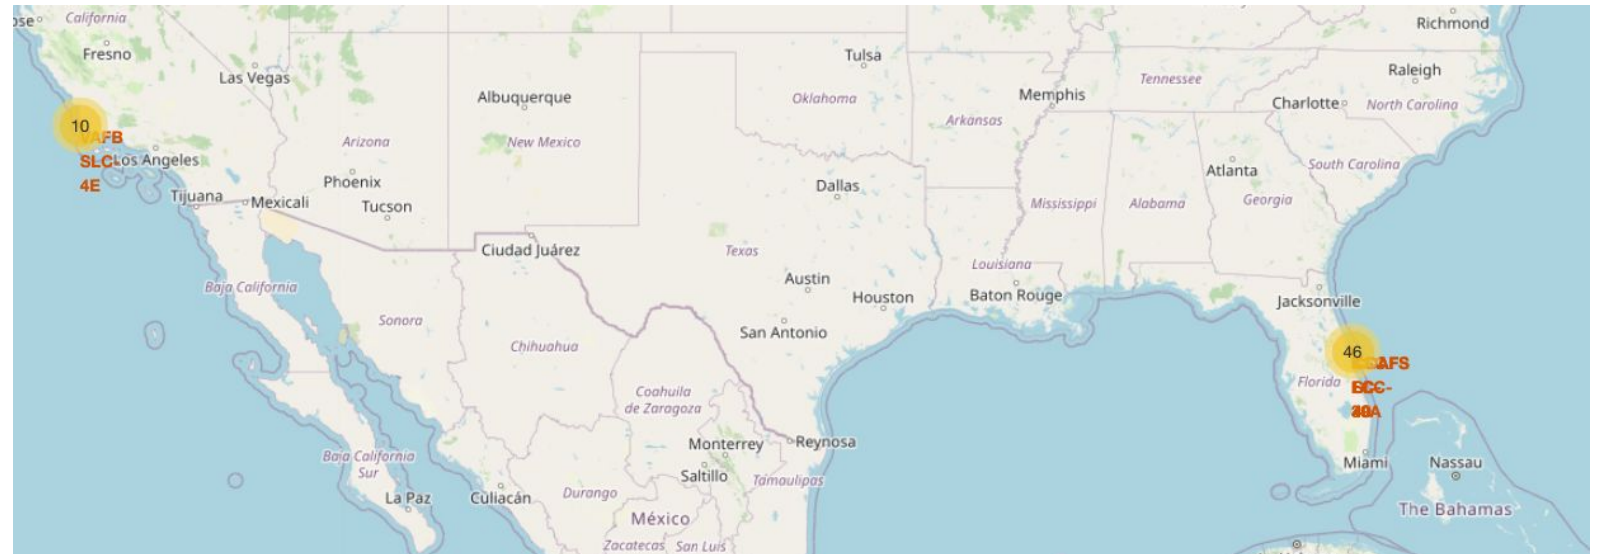 California
ose
Richmond
Fresno
Tulsa
Las Vegas
Raleigh
Tennessee
Albuquerque
Memphis
Oklahoma
Charlotte
North Carolina
10
Arkansas
VAFB
Arizona
New Mexico
SLC-
Los Angeles
South Carolina
Atlanta
4E
Phoenix
Dallas
Tijuana
Mexicali
Tucson
Mississippi
Alabama
Georgia
Ciudad Juárez
Texas
Louisiana
Austin
Baja California
Houston
Baton Rouge
Jacksonville
Sonora
San Antonio
Chihuahua
46
Florida
Coahuila
de Zaragoza
Monterrey
Reynosa
Baja California
Sur
Miami
Nassau
Saltillo
Tamaulipas
La Paz
Culiacán
Durango
The Bahamas
México
Zacatecas
San Luis